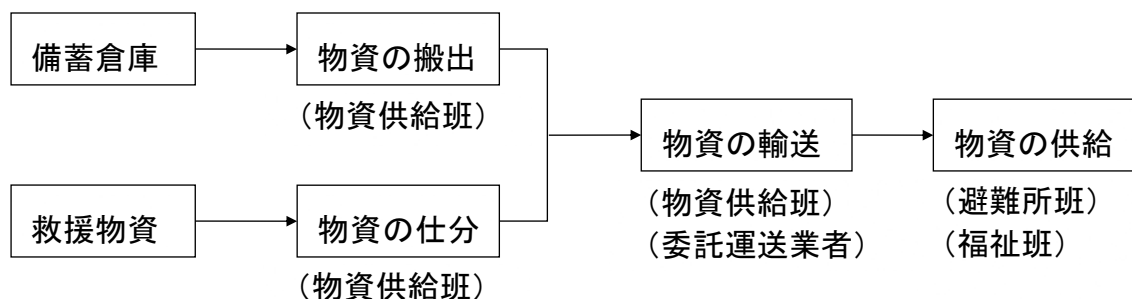 備蓄倉庫
物資の搬出
（物資供給班）
救援物資
物資の仕分
（物資供給班）
物資の輸送
（物資供給班）
（委託運送業者）
物資の供給
（避難所班）
（福祉班）